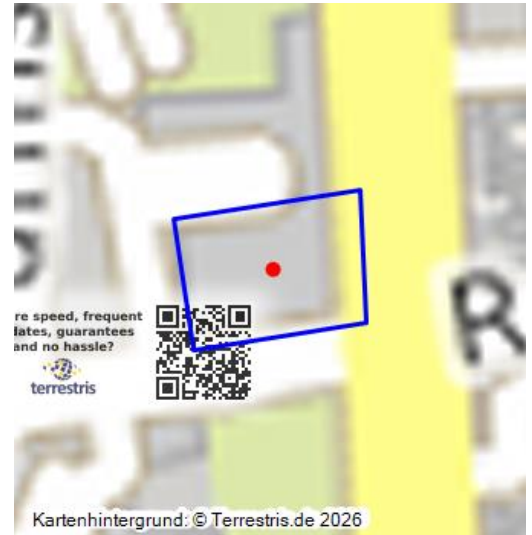 R
re speed, frequent
dates, guarantees
and no hassle?
terrestris
Kartenhintergrund: © Terrestris.de 2026